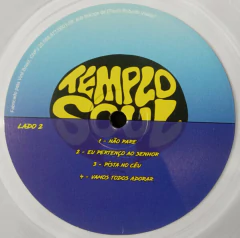 TEMPLO
SOUL
LADO 2
1 - NÃO PARE
2 - EU PERTENÇO AO SENHOR
3 - PISTA NO CÉU
4 - VAMOS TODOS ADORAR